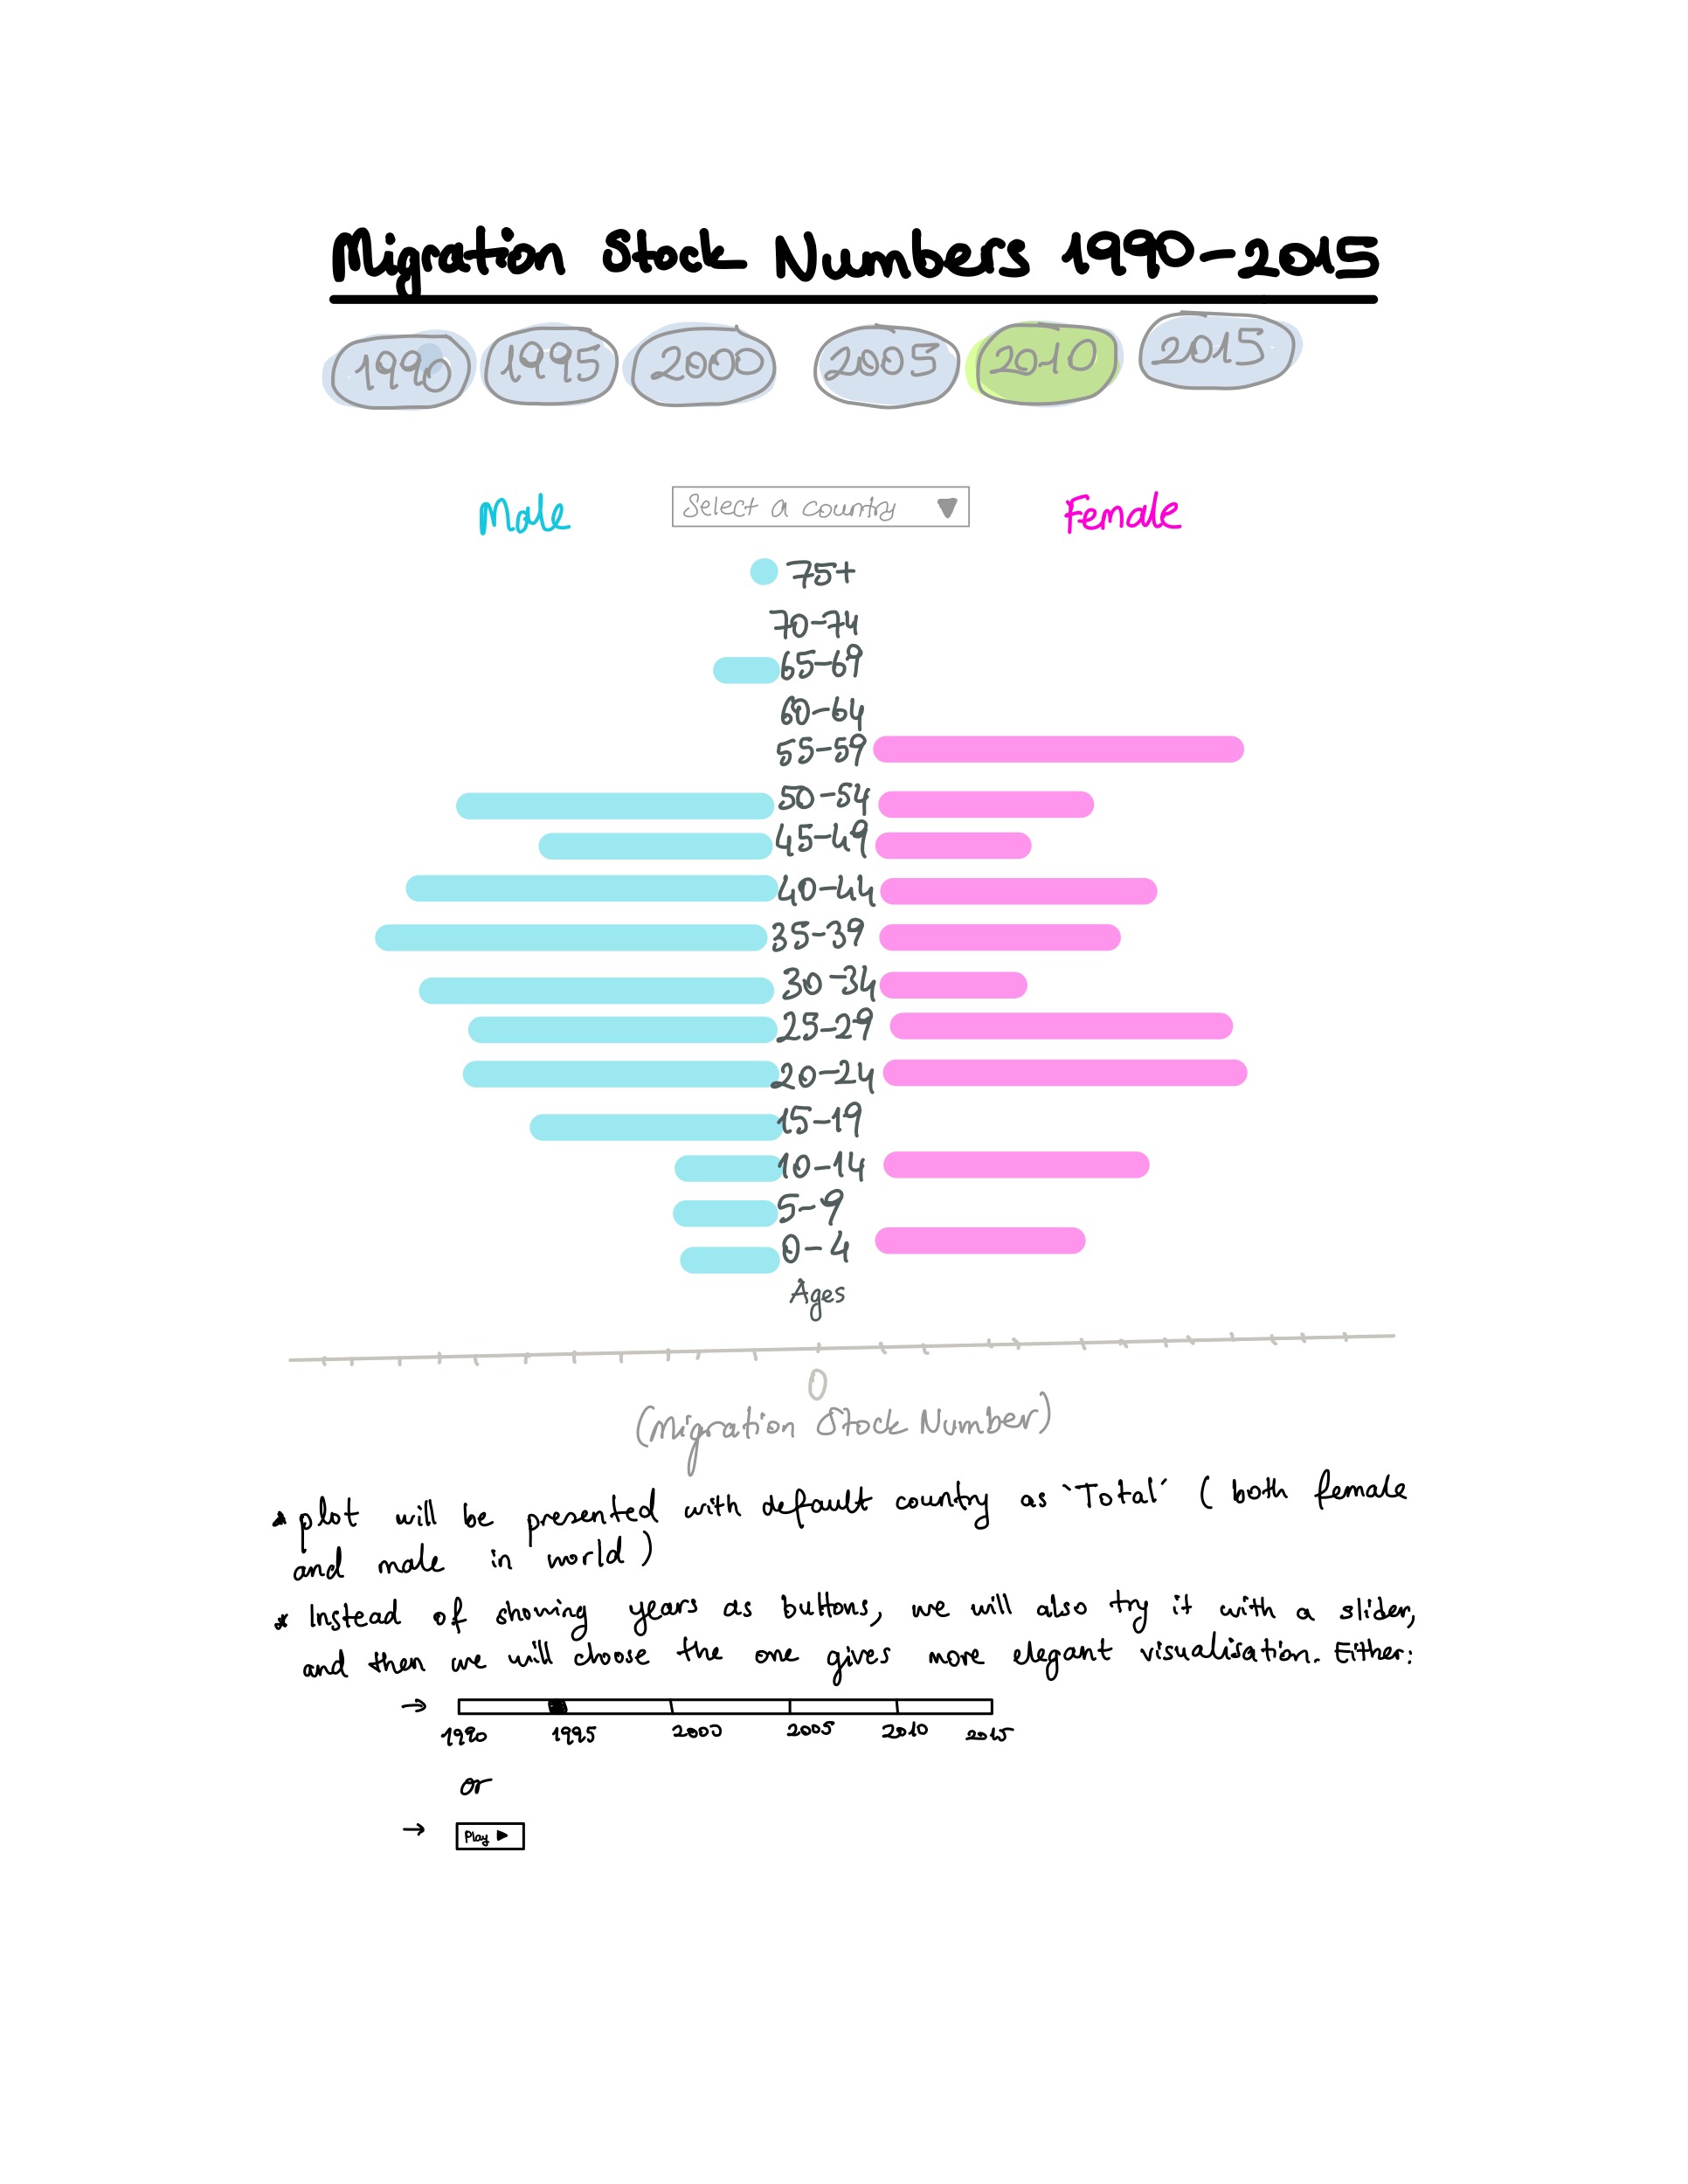 Migration Stock Numbers 1990-2015
1990 1995 2000 2005 2010 2015
Male Select a country Female
75+
70-74
65-69
60-64
55-59
50-54
45-49
40-44
35-39
30-34
25-29
20-24
15-19
10-14
5-9
0-4
Ages
0
(Migration Stock Number)
* plot will be presented with default country as `Total´ ( both female
and male in world )
* Instead of showing years as buttons, we will also try it with a slider,
and then we will choose the one gives more elegant visualisation. Either:
→
1990 1995 2000 2005 2010 2015
or
→ Play ▶